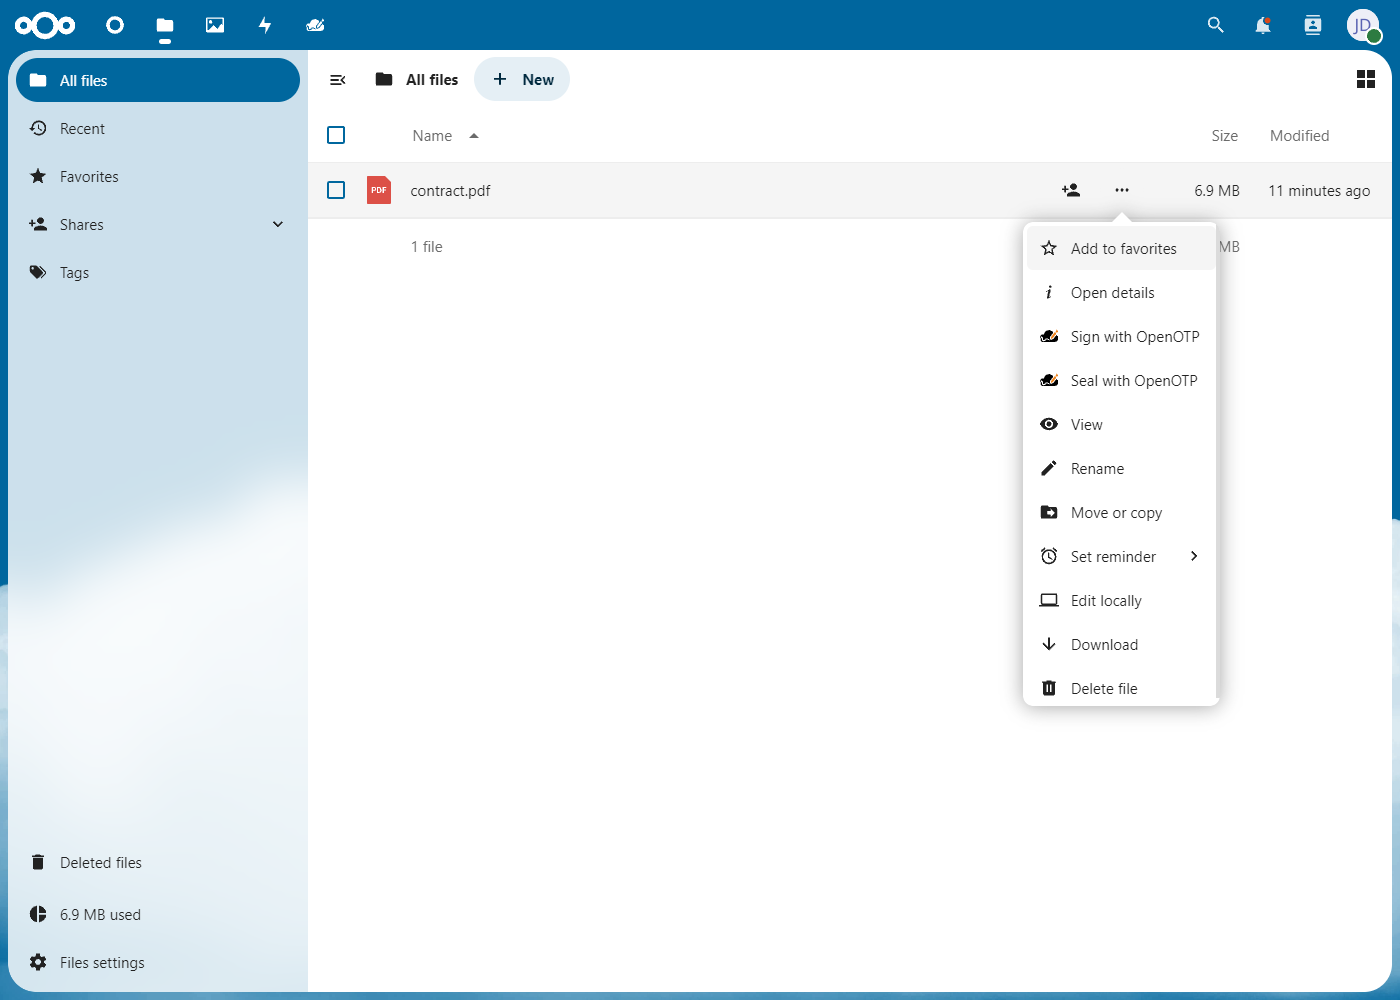 JD
All files
Recent
Favorites
Shares
Tags
Deleted files
6.9 MB used
Files settings
All files
New
Name
Size
Modified
PDF
contract.pdf
6.9 MB
11 minutes ago
1 file
MB
Add to favorites
Open details
Sign with OpenOTP
Seal with OpenOTP
View
Rename
Move or copy
Set reminder
Edit locally
Download
Delete file